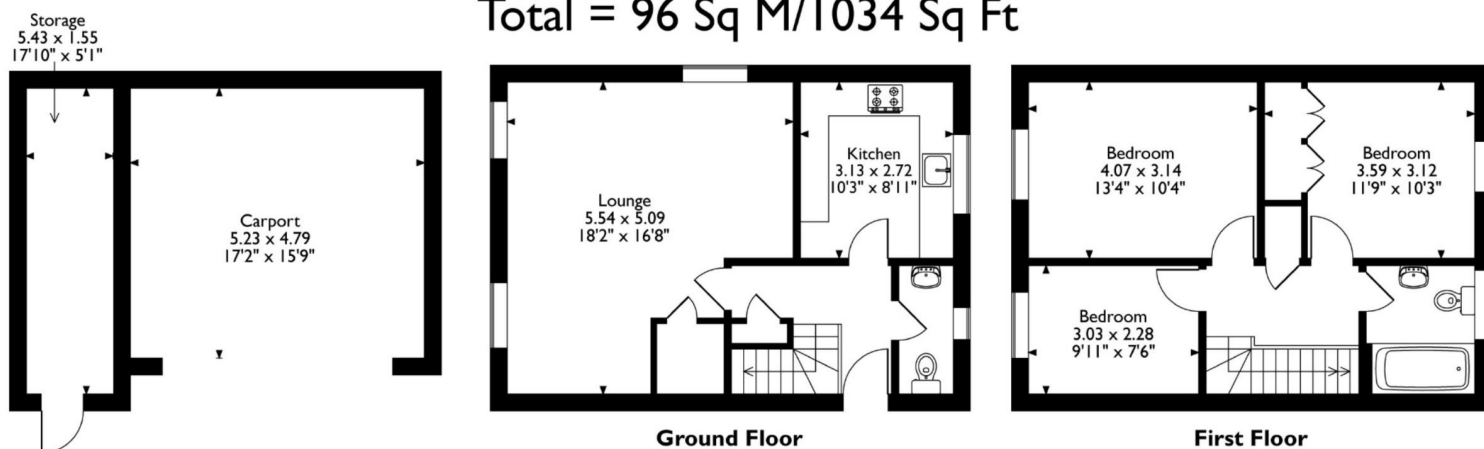 Total = 96 Sq M/1034 Sq Ft
Storage
5.43 x 1.55
17'10" x 5'1"
Carport
5.23 x 4.79
17'2" x 15'9"
Lounge
5.54 x 5.09
18'2" x 16'8"
Kitchen
3.13 x 2.72
10'3" x 8'11"
Bedroom
4.07 x 3.14
13'4" x 10'4"
Bedroom
3.59 x 3.12
11'9" x 10'3"
Bedroom
3.03 x 2.28
9'11" x 7'6"
Ground Floor
First Floor